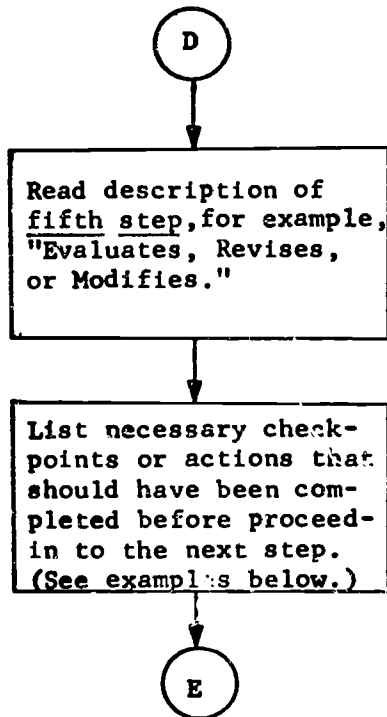 D
Read description of
fifth step, for example,
"Evaluates, Revises,
or Modifies."
List necessary check-
points or actions that
should have been com-
pleted before proceed-
in to the next step.
(See examples below.)
E